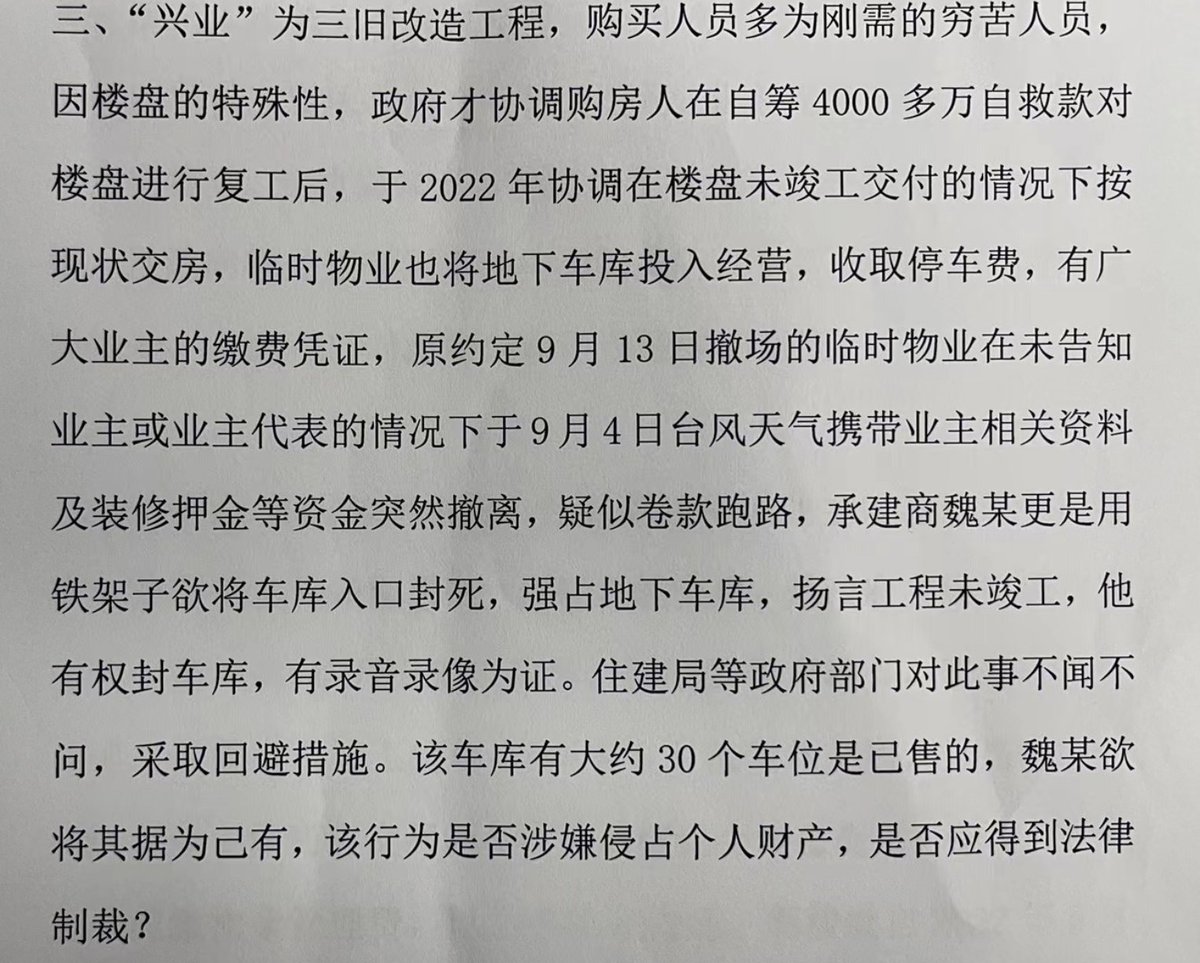 三、“兴业”为三旧改造工程，购买人员多为刚需的穷苦人员，
因楼盘的特殊性，政府才协调购房人在自筹 4000 多万自救款对
楼盘进行复工后，于 2022 年协调在楼盘未竣工交付的情况下按
现状交房，临时物业也将地下车库投入经营，收取停车费，有广
大业主的缴费凭证，原约定 9 月 13 日撤场的临时物业在未告知
业主或业主代表的情况下于 9 月 4 日台风天气携带业主相关资料
及装修押金等资金突然撤离，疑似卷款跑路，承建商魏某更是用
铁架子欲将车库入口封死，强占地下车库，扬言工程未竣工，他
有权封车库，有录音录像为证。住建局等政府部门对此事不闻不
问，采取回避措施。该车库有大约 30 个车位是已售的，魏某欲
将其据为己有，该行为是否涉嫌侵占个人财产，是否应得到法律
制裁？